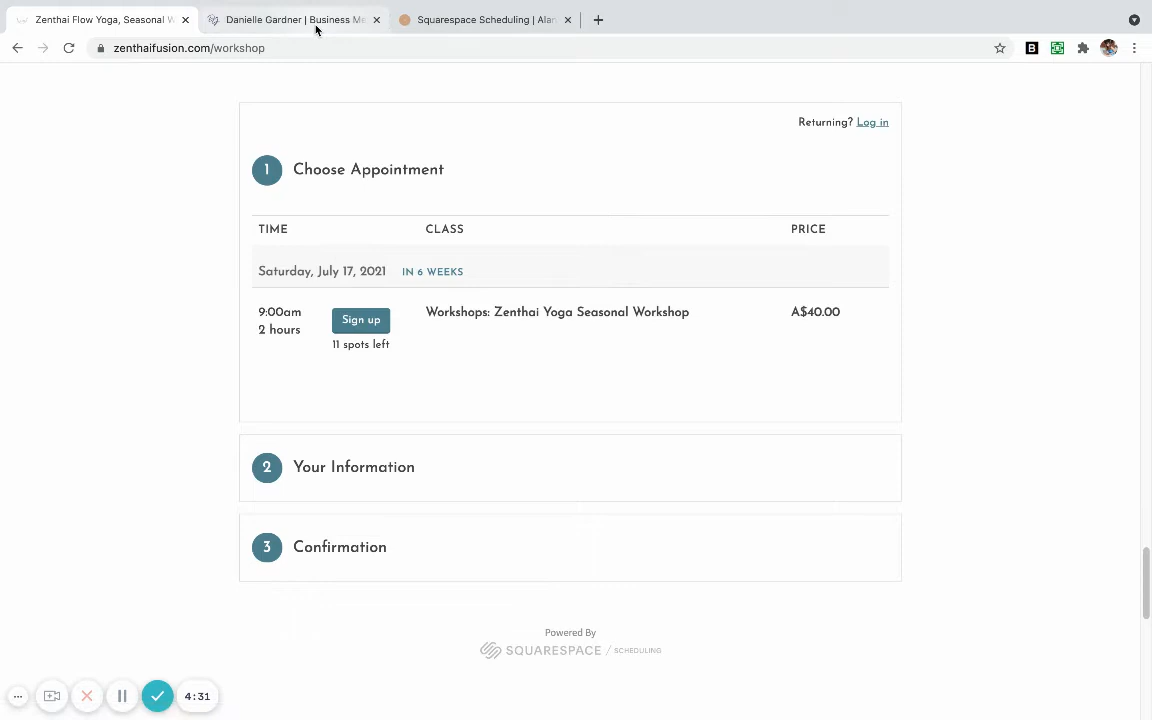 Zenthai Flow Yoga, Seasonal W
Danielle Gardner | Business Me
Squarespace Scheduling | Alan
zenthaifusion.com/workshop
Returning? Log in
1 Choose Appointment
TIME CLASS PRICE
Saturday, July 17, 2021 IN 6 WEEKS
9:00am Sign up Workshops: Zenthai Yoga Seasonal Workshop A$40.00
2 hours
11 spots left
2 Your Information
3 Confirmation
Powered By
SQUARESPACE / SCHEDULING
4:31